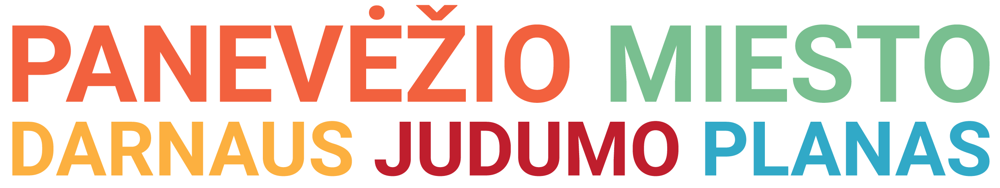 PANEVĖŽIO MIESTO
DARNAUS JUDUMO PLANAS